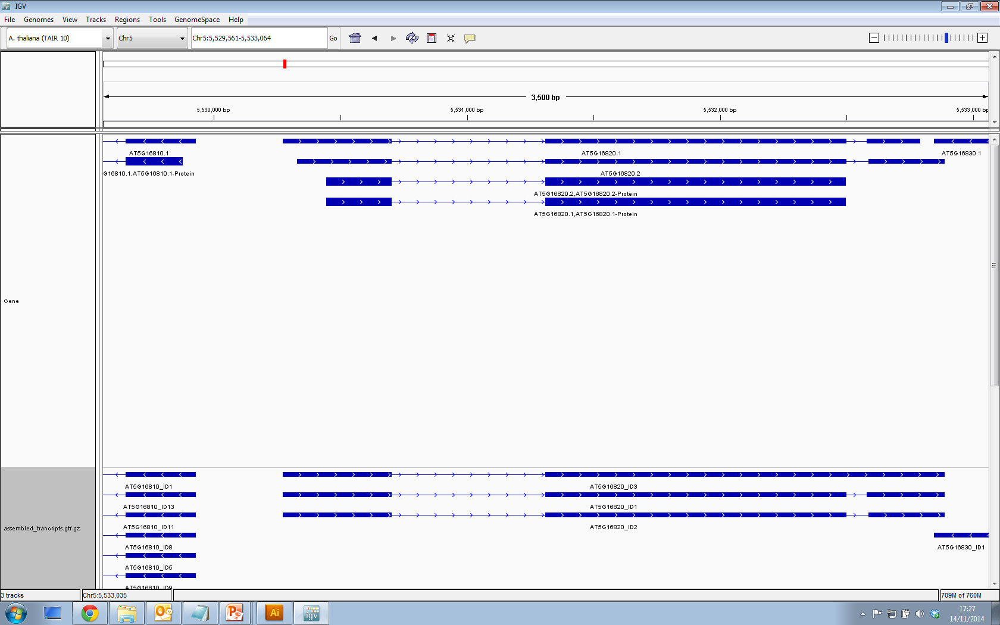 IGV
File Genomes View Tracks Regions Tools GenomeSpace Help
A. thaliana (TAIR 10) Chr5 Chr5:5,529,561-5,533,064 Go
3,500 bp
5,530,000 bp 5,531,000 bp 5,532,000 bp 5,533,000 bp
AT5G16810.1 AT5G16820.1 AT5G16830.1
G16810.1,AT5G16810.1-Protein AT5G16820.2
AT5G16820.2,AT5G16820.2-Protein
AT5G16820.1,AT5G16820.1-Protein
Gene
AT5G16810_ID1 AT5G16820_ID3
AT5G16810_ID13 AT5G16820_ID1
AT5G16810_ID11 AT5G16820_ID2
assembled_trancripts.gtf.gz
AT5G16810_ID8 AT5G16830_ID1
AT5G16810_ID5
AT5G16810_ID9
3 tracks Chr5:5,533,035 709M of 760M
Ai igv
17:27
14/11/2014